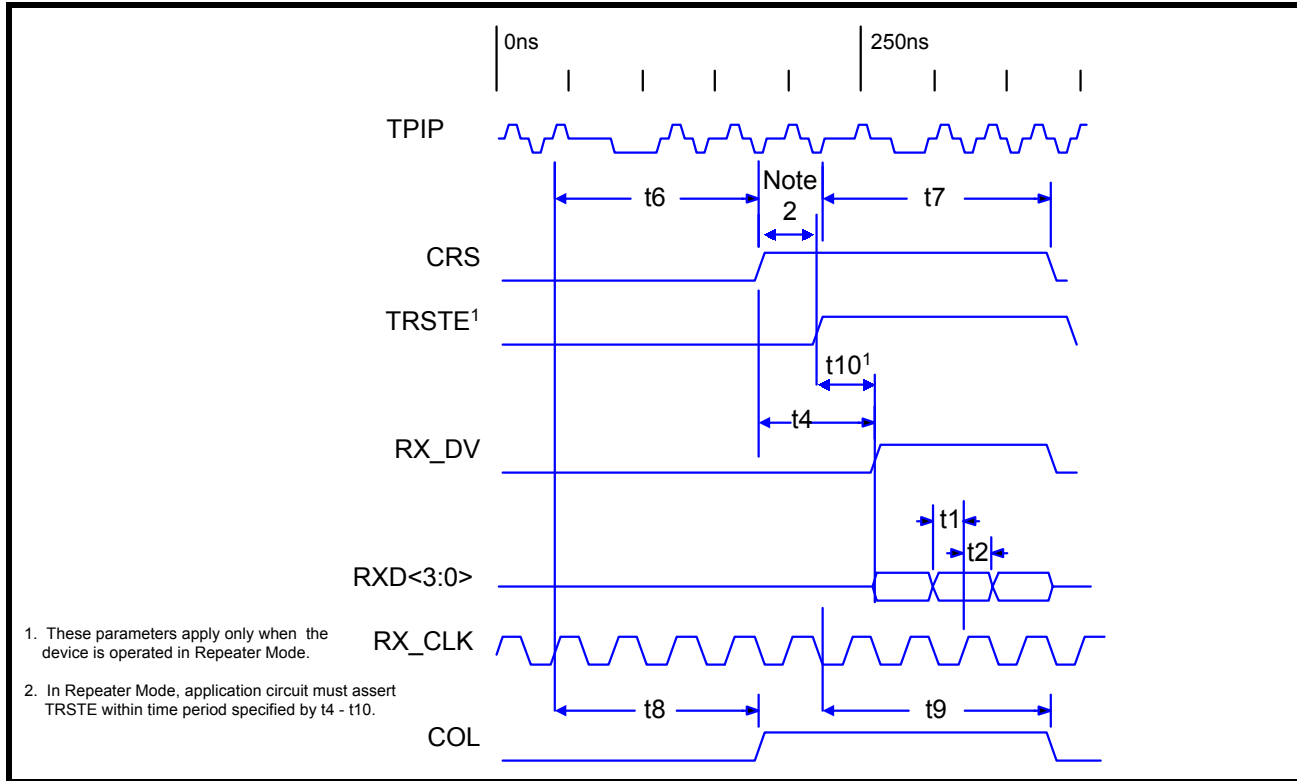 0ns
250ns
TPIP
t6
Note
2
t7
CRS
TRSTE1
t101
t4
RX_DV
t1
t2
RXD<3:0>
RX_CLK
1. These parameters apply only when the
device is operated in Repeater Mode.
2. In Repeater Mode, application circuit must assert
TRSTE within time period specified by t4 - t10.
t8
t9
COL